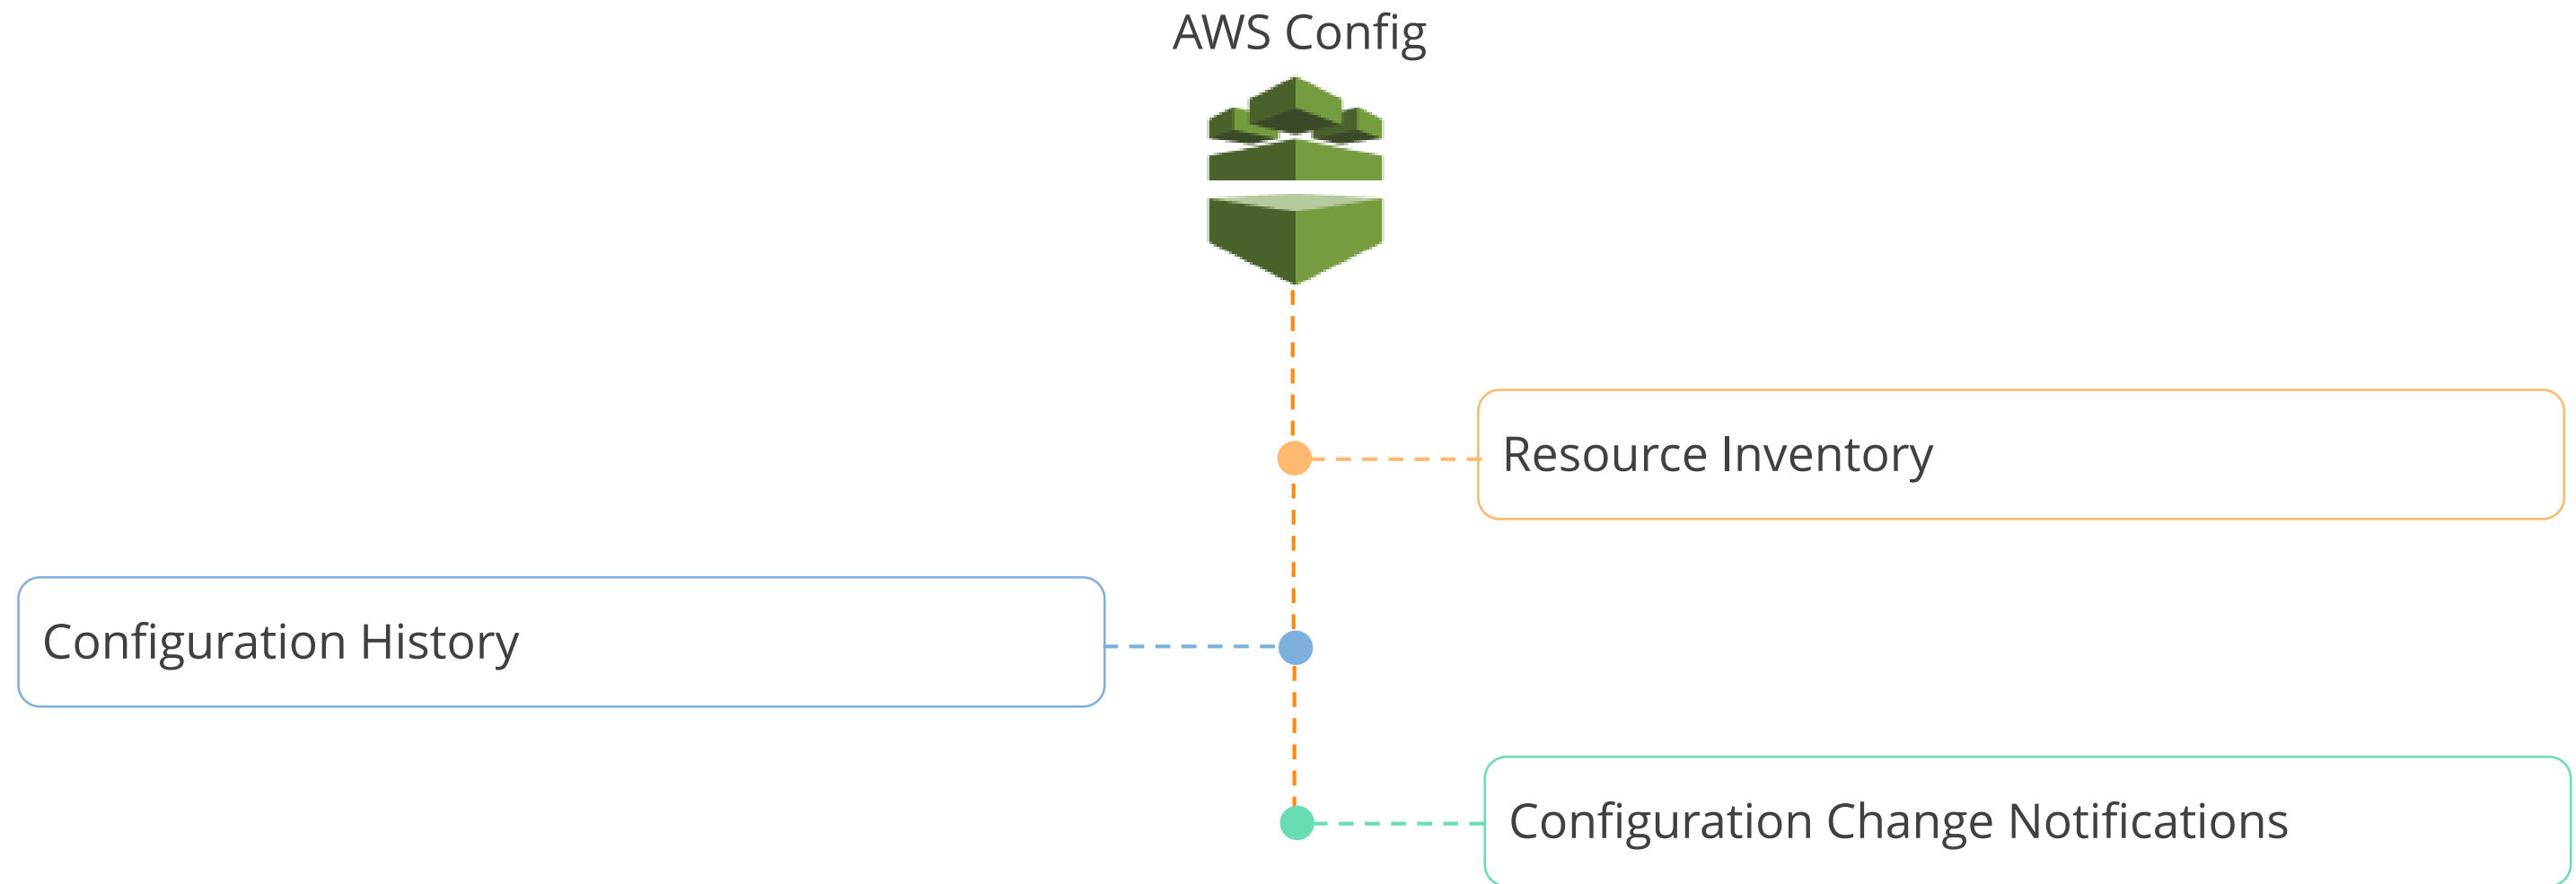 AWS Config
Resource Inventory
Configuration History
Configuration Change Notifications